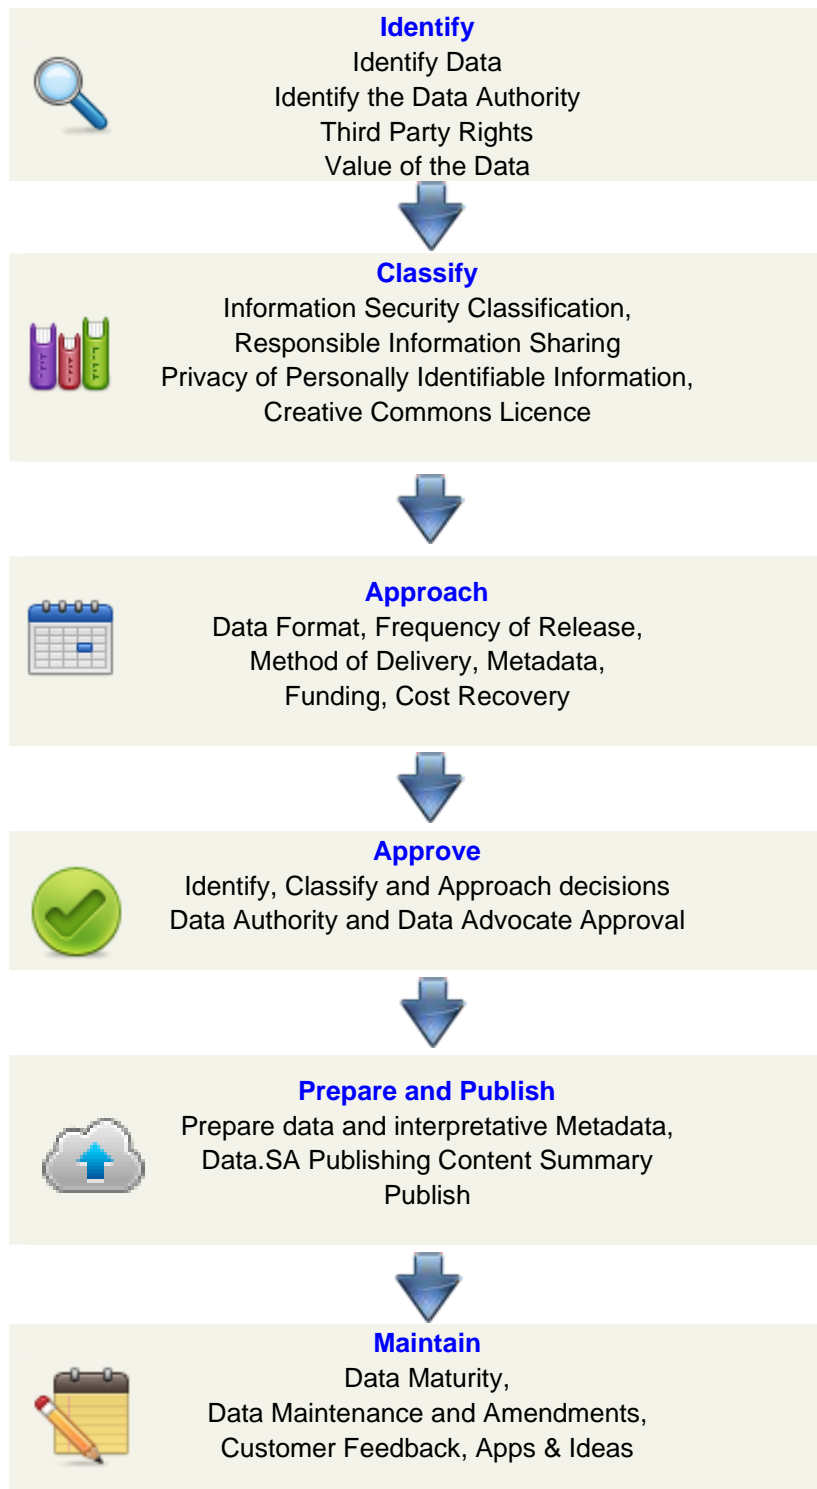 Identify
Identify Data
Identify the Data Authority
Third Party Rights
Value of the Data
Classify
Information Security Classification,
Responsible Information Sharing
Privacy of Personally Identifiable Information,
Creative Commons Licence
Approach
Data Format, Frequency of Release,
Method of Delivery, Metadata,
Funding, Cost Recovery
Approve
Identify, Classify and Approach decisions
Data Authority and Data Advocate Approval
Prepare and Publish
Prepare data and interpretative Metadata,
Data.SA Publishing Content Summary
Publish
Maintain
Data Maturity,
Data Maintenance and Amendments,
Customer Feedback, Apps & Ideas